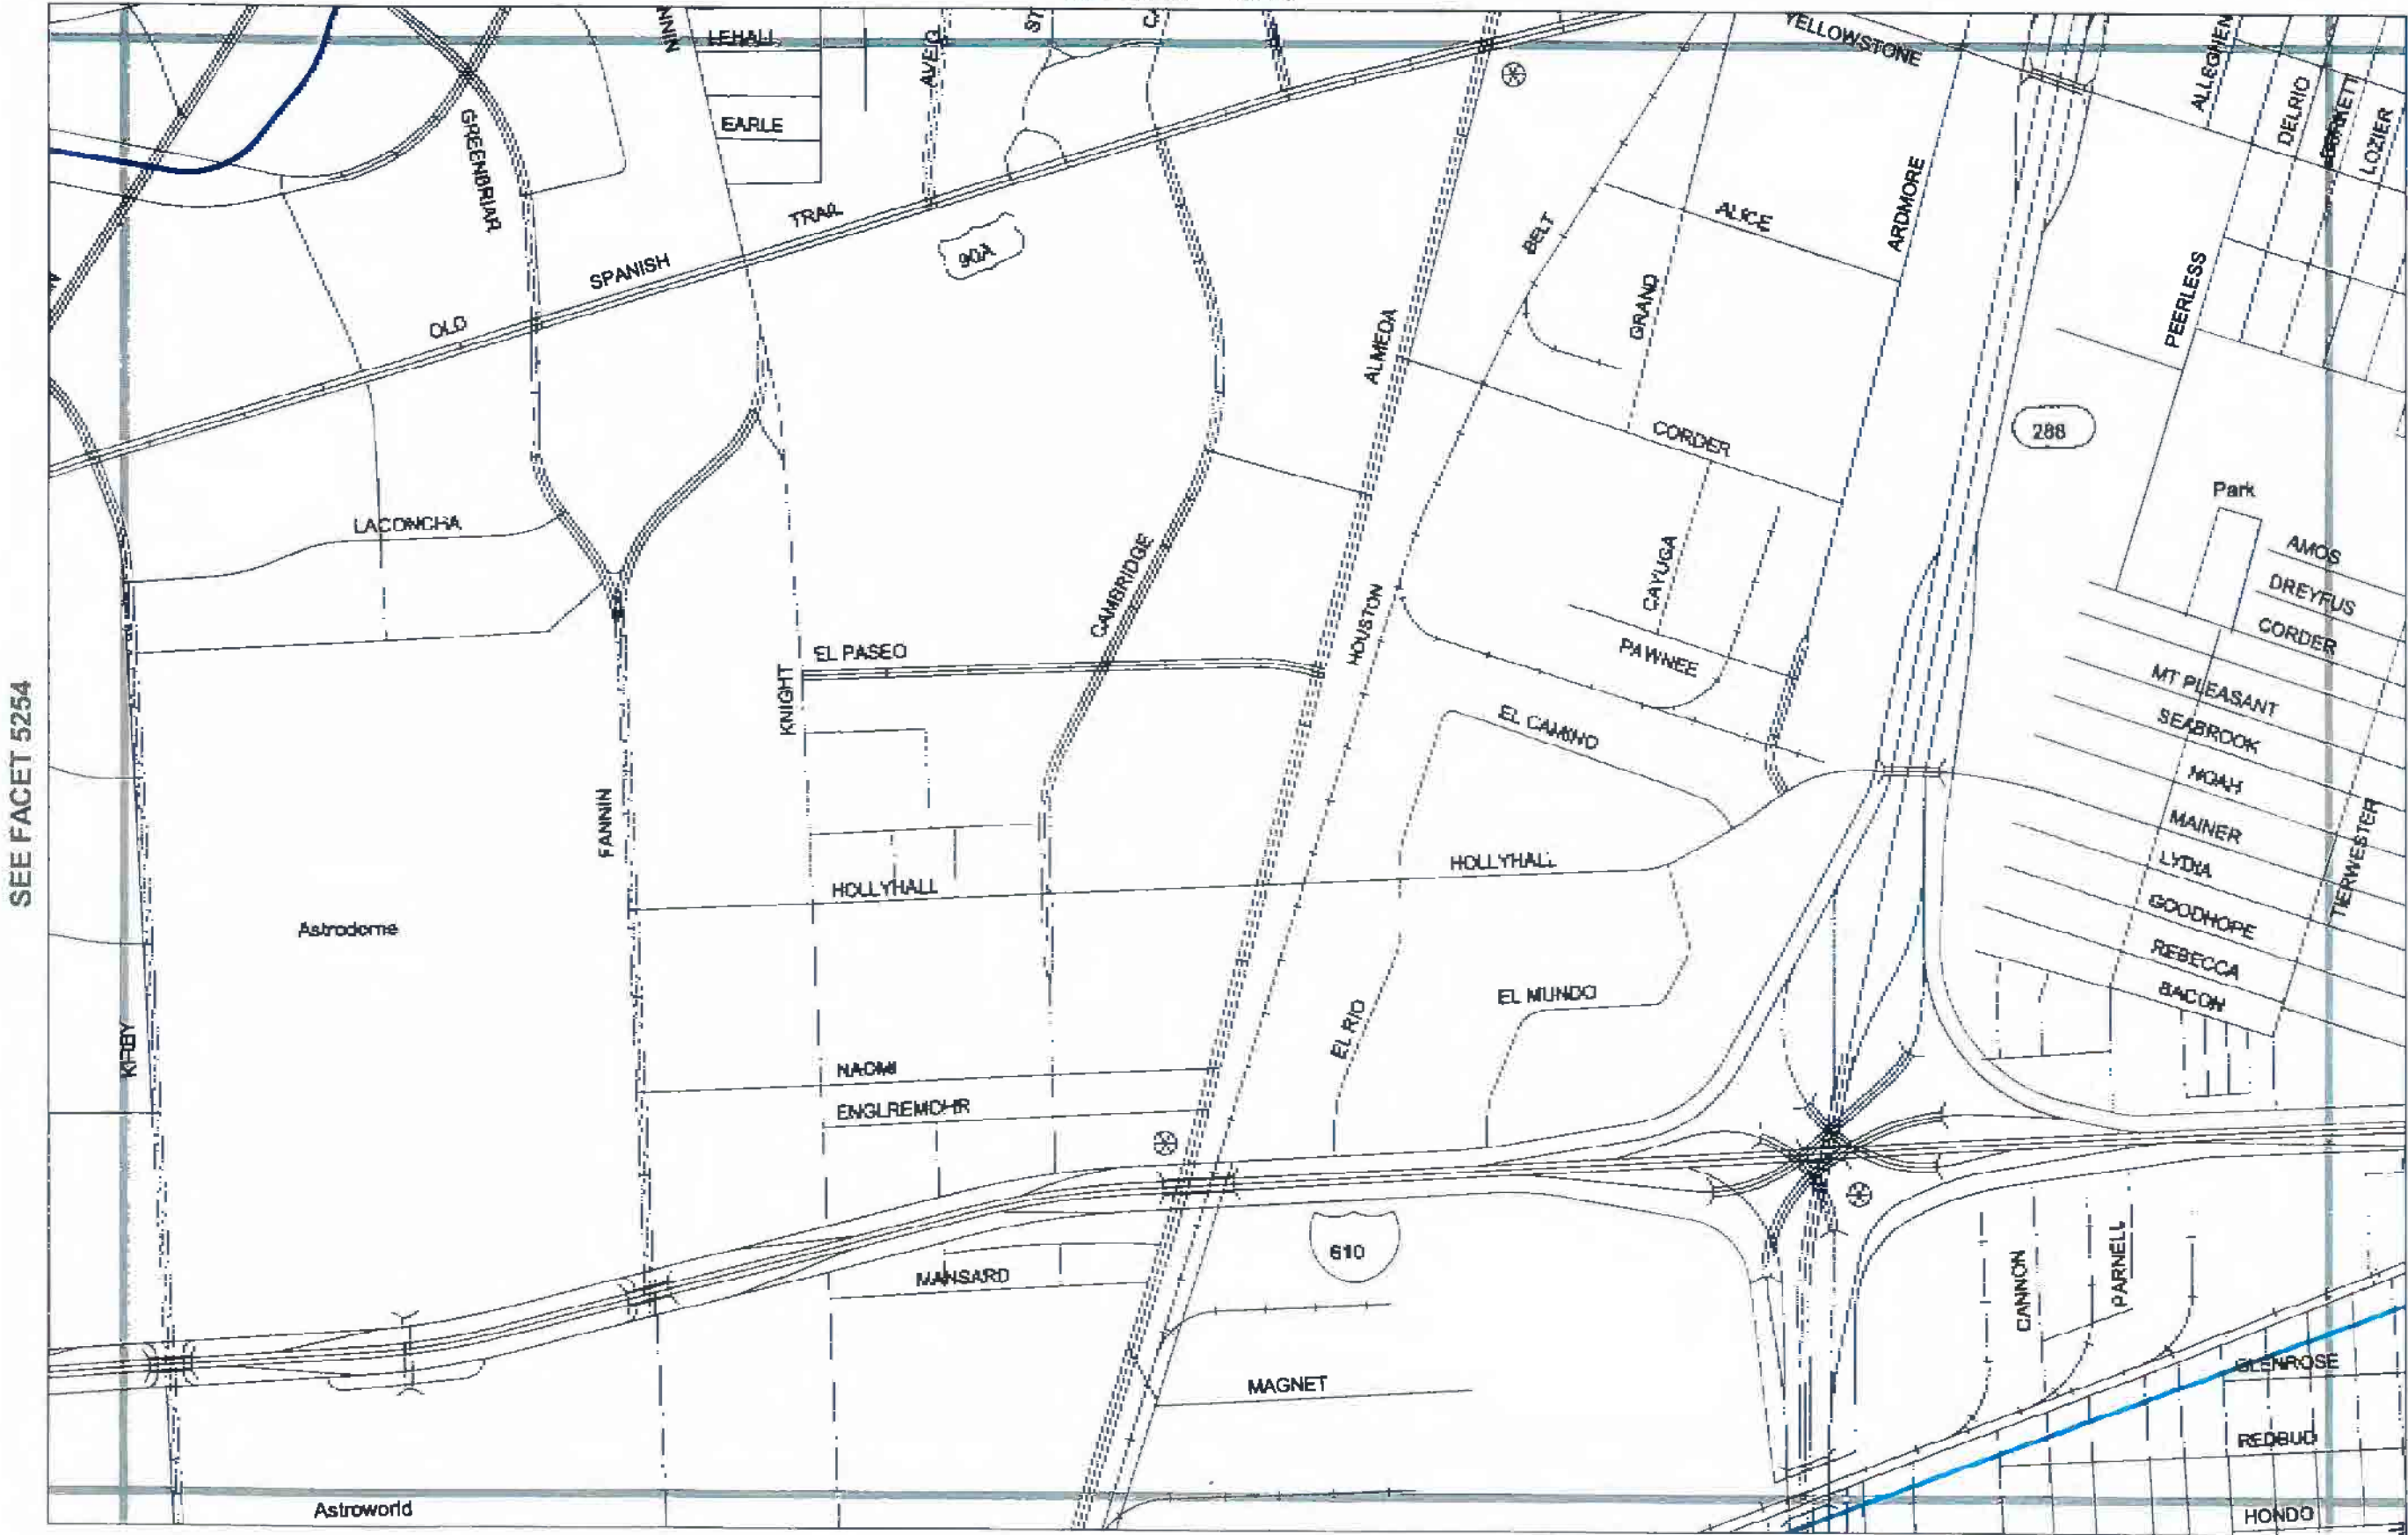 LEHALL
YELLOWSTONE
EARLE
GREENBRIAR
DELRIO
LOZIER
ARDMORE
ALICE
TRAIL
SPANISH
OLD
90A
BELT
GRAND
PEERLESS
ALMEDA
288
CORDER
Park
LACONCHA
CAMBRIDGE
CAYUGA
AMOS
DREYFUS
CORDER
HOUSTON
PAWNEE
EL PASEO
KNIGHT
EL CAMINO
MT PLEASANT
SEABROOK
NOAH
MAINER
LYDIA
TIERWESTER
GOODHOPE
REBECCA
BACON
SEE FACET 5254
FANNIN
HOLLYHALL
HOLLYHALL
Astrodome
EL MUNDO
EL RIO
KIRBY
NAOMI
ENGLREMOHR
610
MANSARD
CANNON
PARNELL
MAGNET
GLENROSE
REDBUD
Astroworld
HONDO